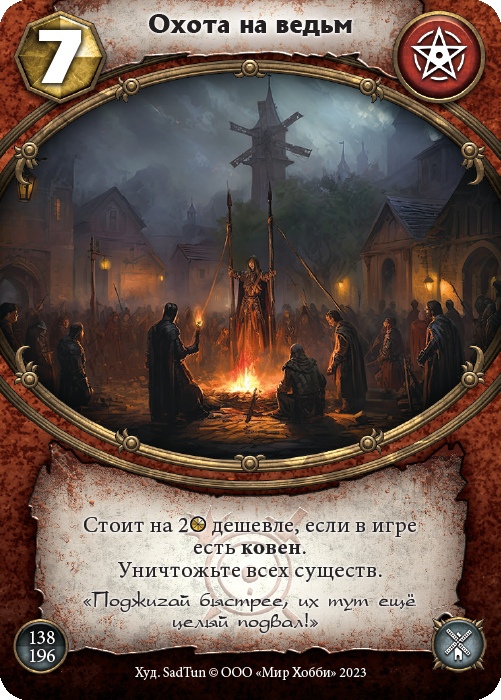 7
Охота на ведьм
Стоит на 2 дешевле, если в игре
есть ковен.
Уничтожьте всех существ.
«Поджигай быстрее, их тут ещё
целый подвал!»
138
196
Худ. SadTun © ООО «Мир Хобби» 2023